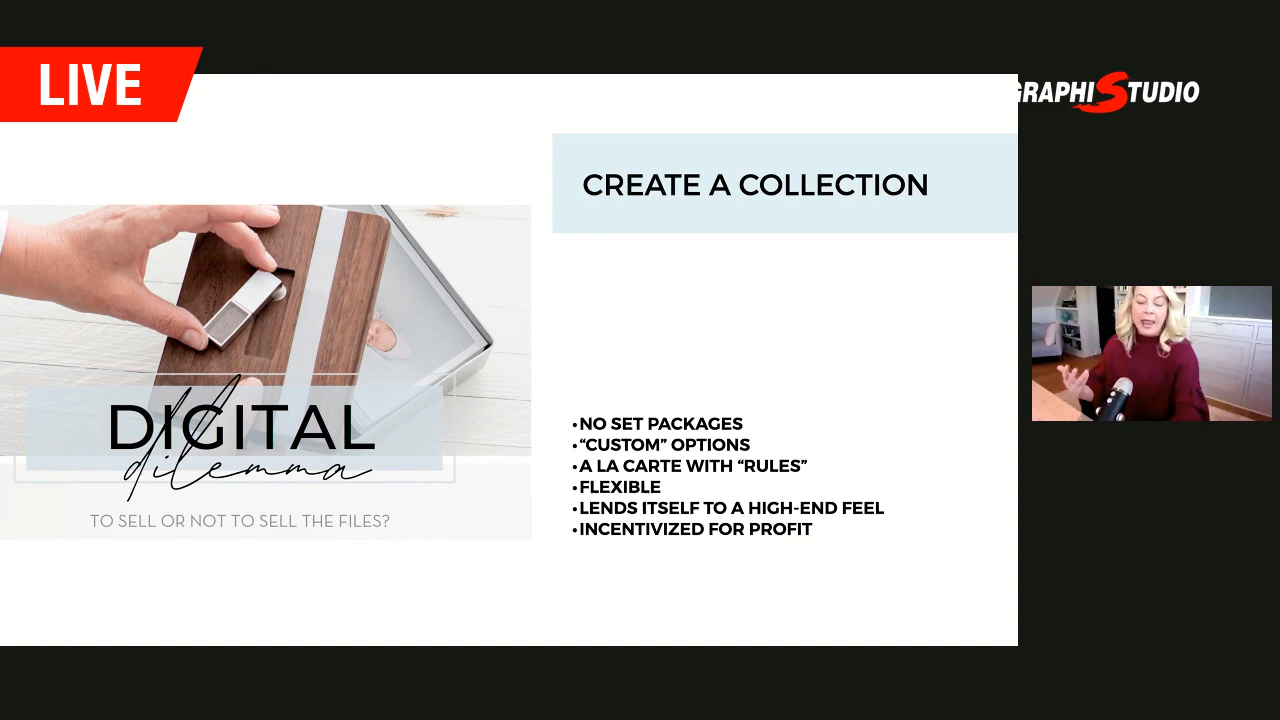 LIVE
GRAPHISTUDIO
CREATE A COLLECTION
DIGITAL
dilemma
TO SELL OR NOT TO SELL THE FILES?
•NO SET PACKAGES
•“CUSTOM” OPTIONS
•A LA CARTE WITH “RULES”
•FLEXIBLE
•LENDS ITSELF TO A HIGH-END FEEL
•INCENTIVIZED FOR PROFIT